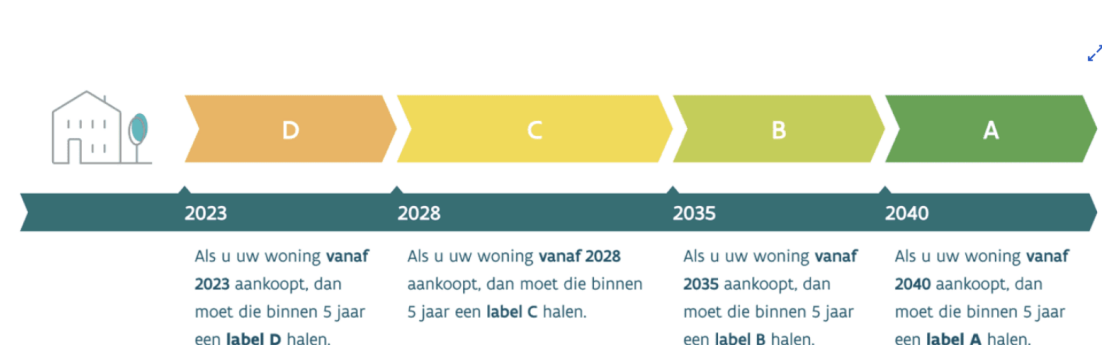 D
C
B
A
2023
2028
2035
2040
Als u uw woning vanaf
2023 aankoopt, dan
moet die binnen 5 jaar
een label D halen.
Als u uw woning vanaf 2028
aankoopt, dan moet die binnen
5 jaar een label C halen.
Als u uw woning vanaf
2035 aankoopt, dan
moet die binnen 5 jaar
een label B halen.
Als u uw woning vanaf
2040 aankoopt, dan
moet die binnen 5 jaar
een label A halen.